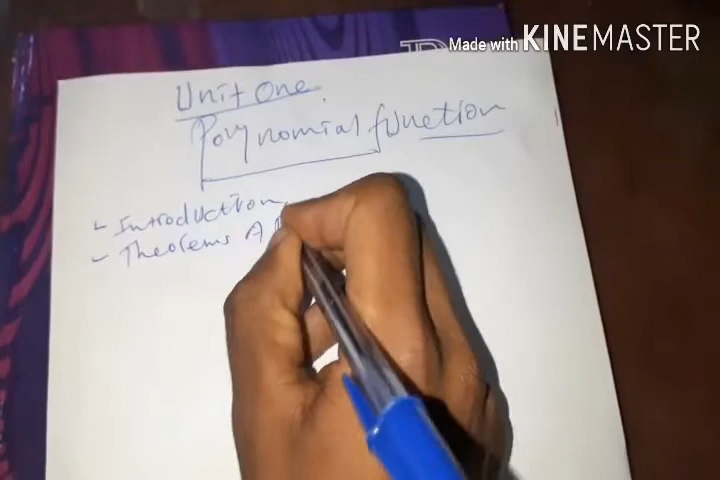 Made with KINEMASTER
Unit One
Polynomial function
Introduction
Theorems A